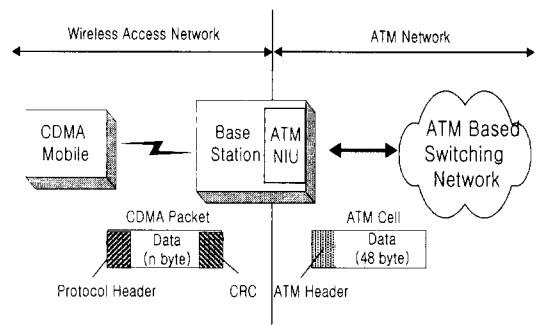 Wireless Access Network
ATM Network
CDMA
Mobile
Base
Station
ATM
NIU
ATM Based
Switching
Network
CDMA Packet
Data
(n byte)
Protocol Header
CRC
ATM Cell
Data
(48 byte)
ATM Header